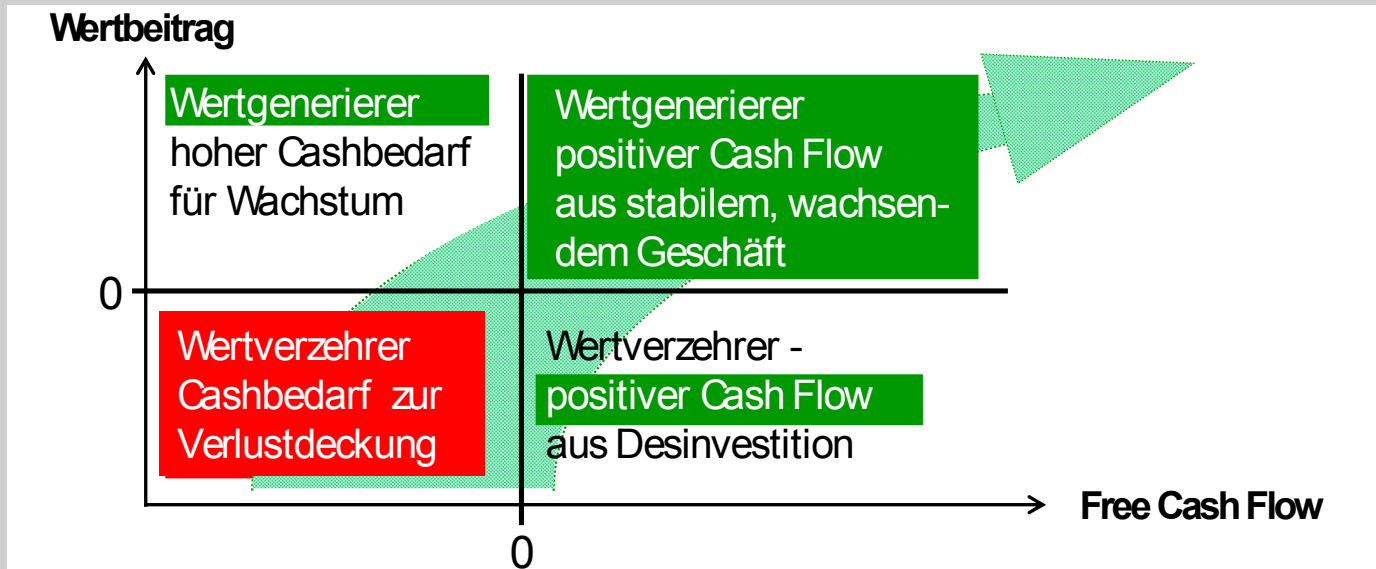 Wertbeitrag
Wertgenerierer
hoher Cashbedarf
für Wachstum
Wertgenerierer
positiver Cash Flow
aus stabilem, wachsen-
dem Geschäft
0
Wertverzehrer
Cashbedarf zur
Verlustdeckung
Wertverzehrer -
positiver Cash Flow
aus Desinvestition
Free Cash Flow
0